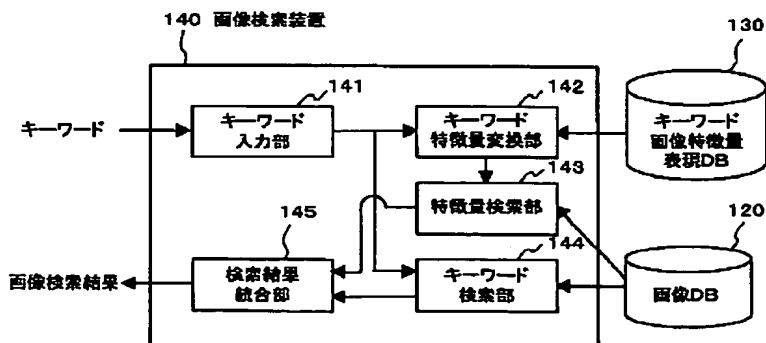 140 画像検索装置
130
141
142
キーワード
キーワード
入力部
キーワード
特徴量変換部
キーワード
画像特徴量
表現DB
143
特徴量検索部
145
144
120
画像検索結果
検索結果
統合部
キーワード
検索部
画像DB